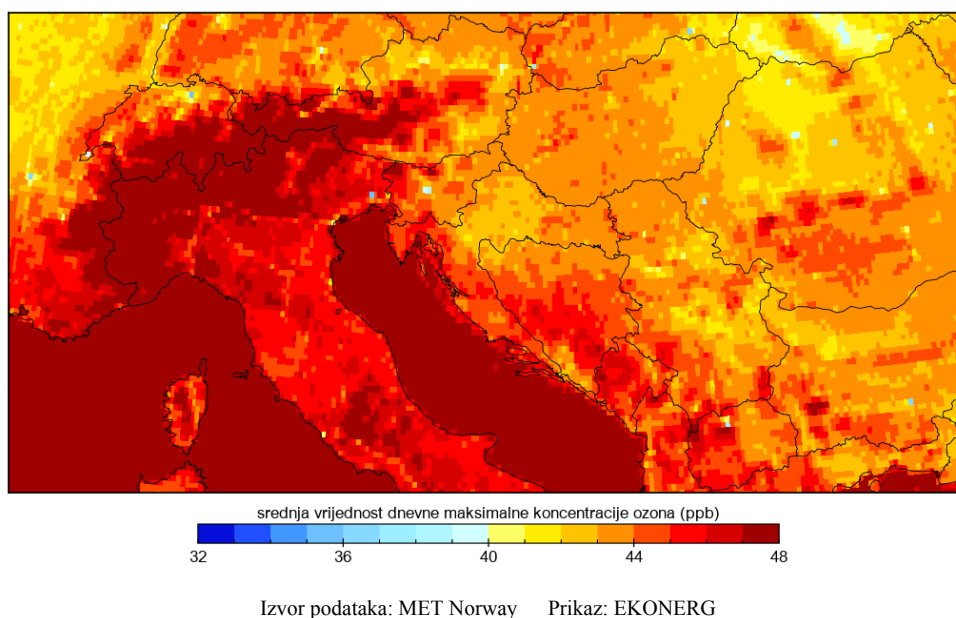 srednja vrijednost dnevne maksimalne koncentracije ozona (ppb)
32 36 40 44 48
Izvor podataka: MET Norway Prikaz: EKONERG